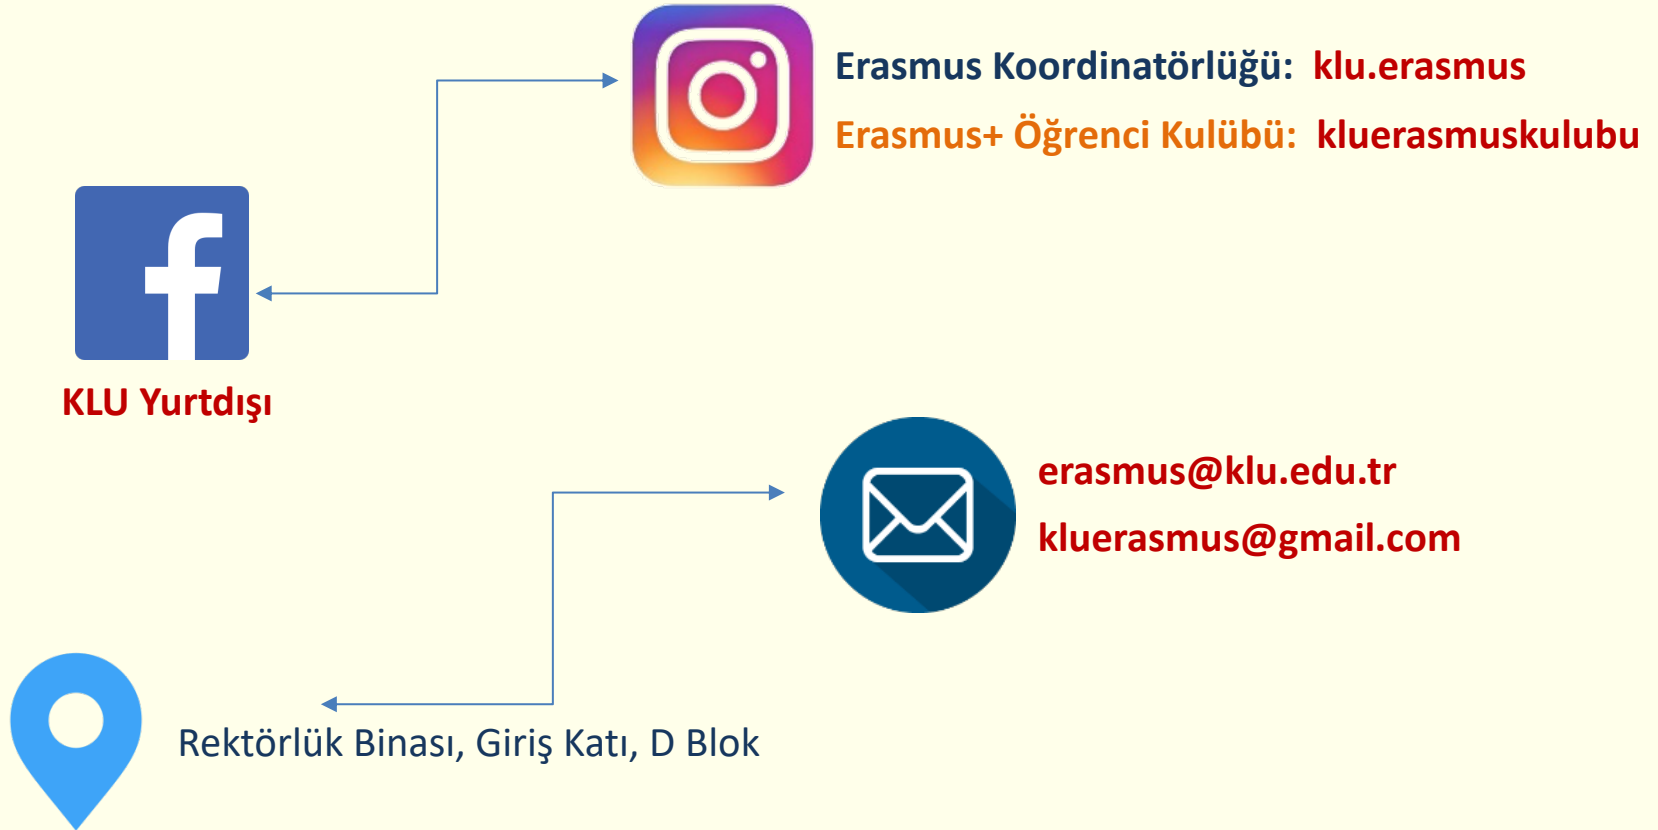 Erasmus Koordinatörlüğü: klu.erasmus
Erasmus+ Öğrenci Kulübü: kluerasmuskulubu
KLU Yurtdışı
erasmus@klu.edu.tr
kluerasmus@gmail.com
Rektörlük Binası, Giriş Katı, D Blok